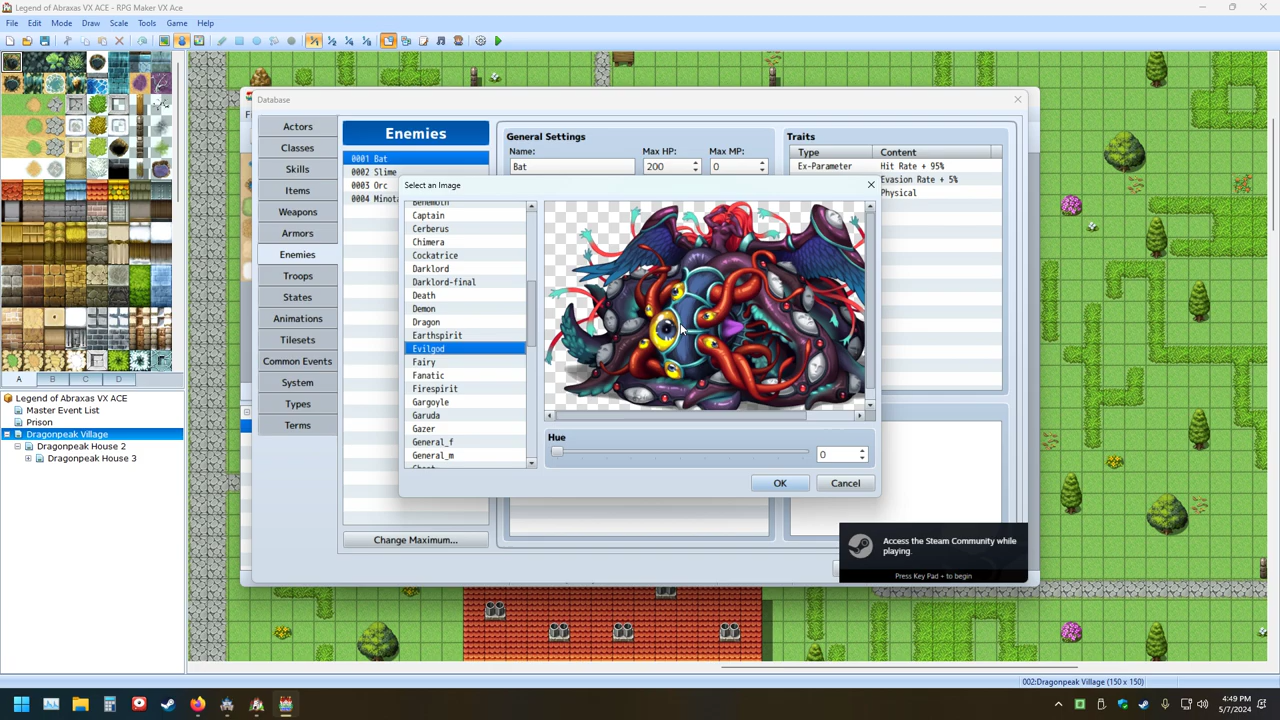 Legend of Abraxas VX ACE - RPG Maker VX Ace
File Edit Mode Draw Scale Tools Game Help
Database
Actors
Classes
Skills
Items
Weapons
Armors
Enemies
Troops
States
Animations
Tilesets
Common Events
System
Types
Terms
Enemies
0001 Bat
0002 Slime
0003 Orc
0004 Minota
Change Maximum...
General Settings
Name:
Max HP:
Max MP:
Bat
200
0
Traits
Type
Content
Ex-Parameter
Hit Rate + 95%
Evasion Rate + 5%
Physical
Select an Image
Behemoth
Captain
Cerberus
Chimera
Cockatrice
Darklord
Darklord-final
Death
Demon
Dragon
Earthspirit
Evilgod
Fairy
Fanatic
Firespirit
Gargoyle
Garuda
Gazer
General_f
General_m
Ghost
Hue
0
OK
Cancel
Access the Steam Community while
playing.
Press Key Pad + to begin
A B C D
Legend of Abraxas VX ACE
Master Event List
Prison
Dragonpeak Village
Dragonpeak House 2
Dragonpeak House 3
002:Dragonpeak Village (150 x 150)
4:49 PM
5/7/2024